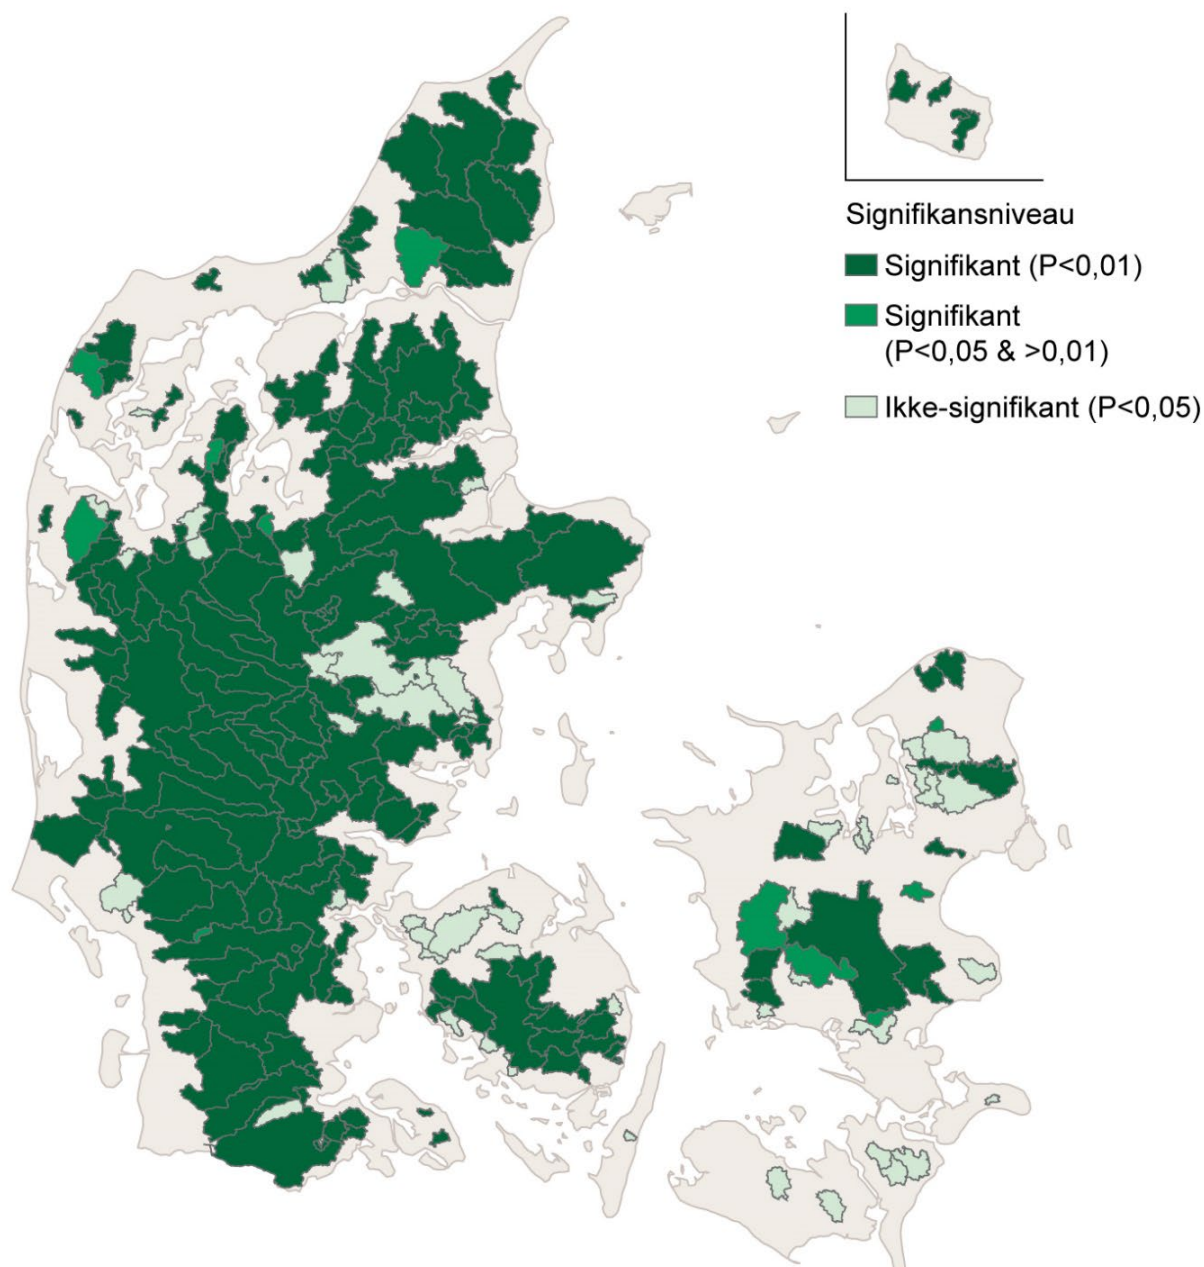 Signifikansniveau
Signifikant (P<0,01)
Signifikant
(P<0,05 & >0,01)
Ikke-signifikant (P<0,05)